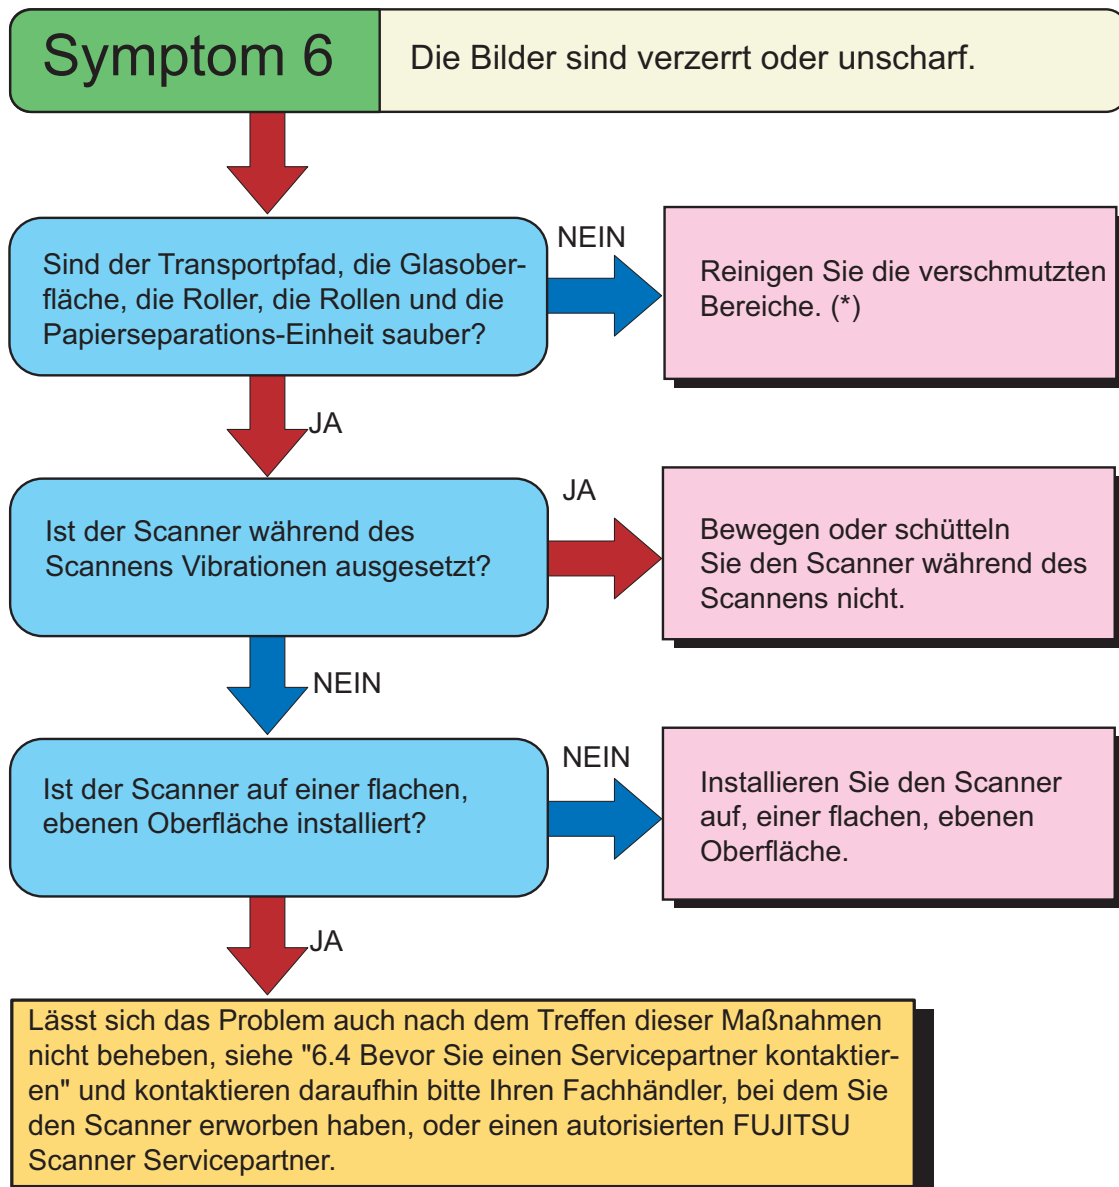 Symptom 6
Die Bilder sind verzerrt oder unscharf.
Sind der Transportpfad, die Glasober-
fläche, die Roller, die Rollen und die
Papierseparations-Einheit sauber?
NEIN
Reinigen Sie die verschmutzten
Bereiche. (*)
JA
Ist der Scanner während des
Scannens Vibrationen ausgesetzt?
JA
Bewegen oder schütteln
Sie den Scanner während des
Scannens nicht.
NEIN
Ist der Scanner auf einer flachen,
ebenen Oberfläche installiert?
NEIN
Installieren Sie den Scanner
auf, einer flachen, ebenen
Oberfläche.
JA
Lässt sich das Problem auch nach dem Treffen dieser Maßnahmen
nicht beheben, siehe "6.4 Bevor Sie einen Servicepartner kontaktier-
en" und kontaktieren daraufhin bitte Ihren Fachhändler, bei dem Sie
den Scanner erworben haben, oder einen autorisierten FUJITSU
Scanner Servicepartner.